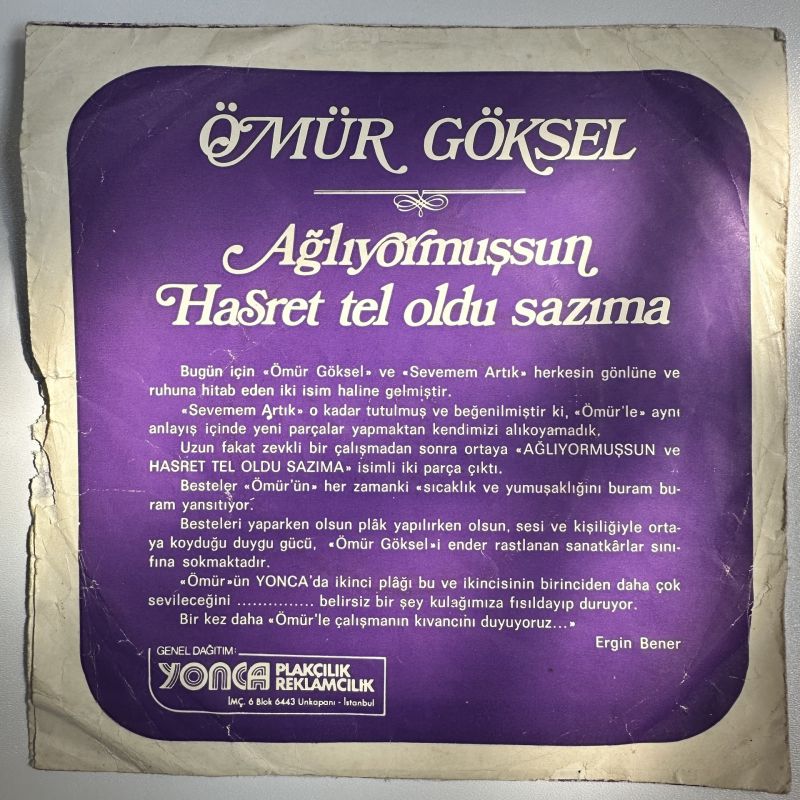 ÖMÜR GÖKSEL
Ağlıyormuşsun
Hasret tel oldu sazıma
Bugün için «Ömür Göksel» ve «Sevemem Artık» herkesin gönlüne ve
ruhuna hitab eden iki isim haline gelmiştir.
«Sevemem Artık» o kadar tutulmuş ve beğenilmiştir ki, «Ömür'le» aynı
anlayış içinde yeni parçalar yapmaktan kendimizi alıkoyamadık.
Uzun fakat zevkli bir çalışmadan sonra ortaya «AĞLIYORMUŞSUN ve
HASRET TEL OLDU SAZIMA» isimli iki parça çıktı.
Besteler «Ömür'ün» her zamanki «sıcaklık ve yumuşaklığını buram bu-
ram yansıtıyor.
Besteleri yaparken olsun plâk yapılırken olsun, sesi ve kişiliğiyle orta-
ya koyduğu duygu gücü, «Ömür Göksel»i ender rastlanan sanatkârlar sını-
fına sokmaktadır.
«Ömür»ün YONCA'da ikinci plâğı bu ve ikincisinin birinciden daha çok
sevileceğini ............... belirsiz bir şey kulağımıza fısıldayıp duruyor.
Bir kez daha «Ömür'le çalışmanın kıvancını duyuyoruz...»
Ergin Bener
GENEL DAĞITIM:
YONCA PLAKÇILIK
REKLAMCILIK
İMÇ. 6 Blok 6443 Unkapanı - İstanbul